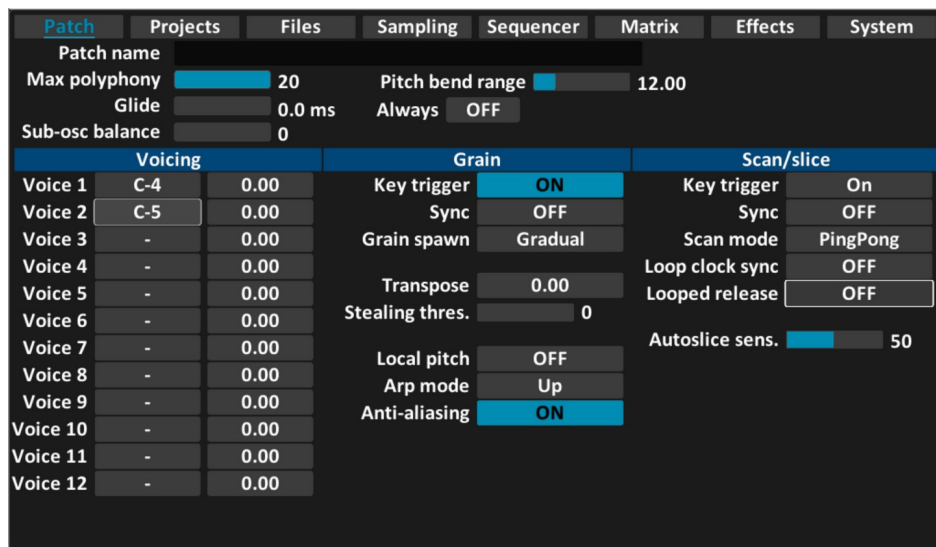 Patch Projects Files Sampling Sequencer Matrix Effects System
Patch name
Max polyphony 20 Pitch bend range 12.00
Glide 0.0 ms Always OFF
Sub-osc balance 0
Voicing Grain Scan/slice
Voice 1 C-4 0.00 Key trigger ON Key trigger On
Voice 2 C-5 0.00 Sync OFF Sync OFF
Voice 3 - 0.00 Grain spawn Gradual Scan mode PingPong
Voice 4 - 0.00 Loop clock sync OFF
Voice 5 - 0.00 Transpose 0.00 Looped release OFF
Voice 6 - 0.00 Stealing thres. 0
Voice 7 - 0.00 Autoslice sens. 50
Voice 8 - 0.00 Local pitch OFF
Voice 9 - 0.00 Arp mode Up
Voice 10 - 0.00 Anti-aliasing ON
Voice 11 - 0.00
Voice 12 - 0.00